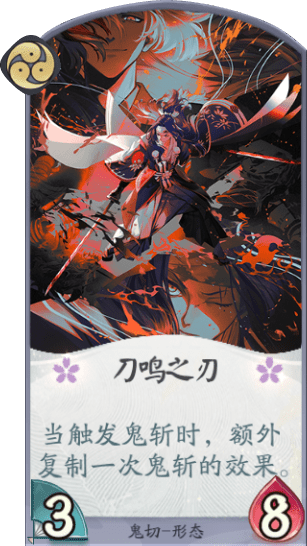 刀鸣之刃
当触发鬼斩时，额外
复制一次鬼斩的效果。
3
鬼切-形态
8